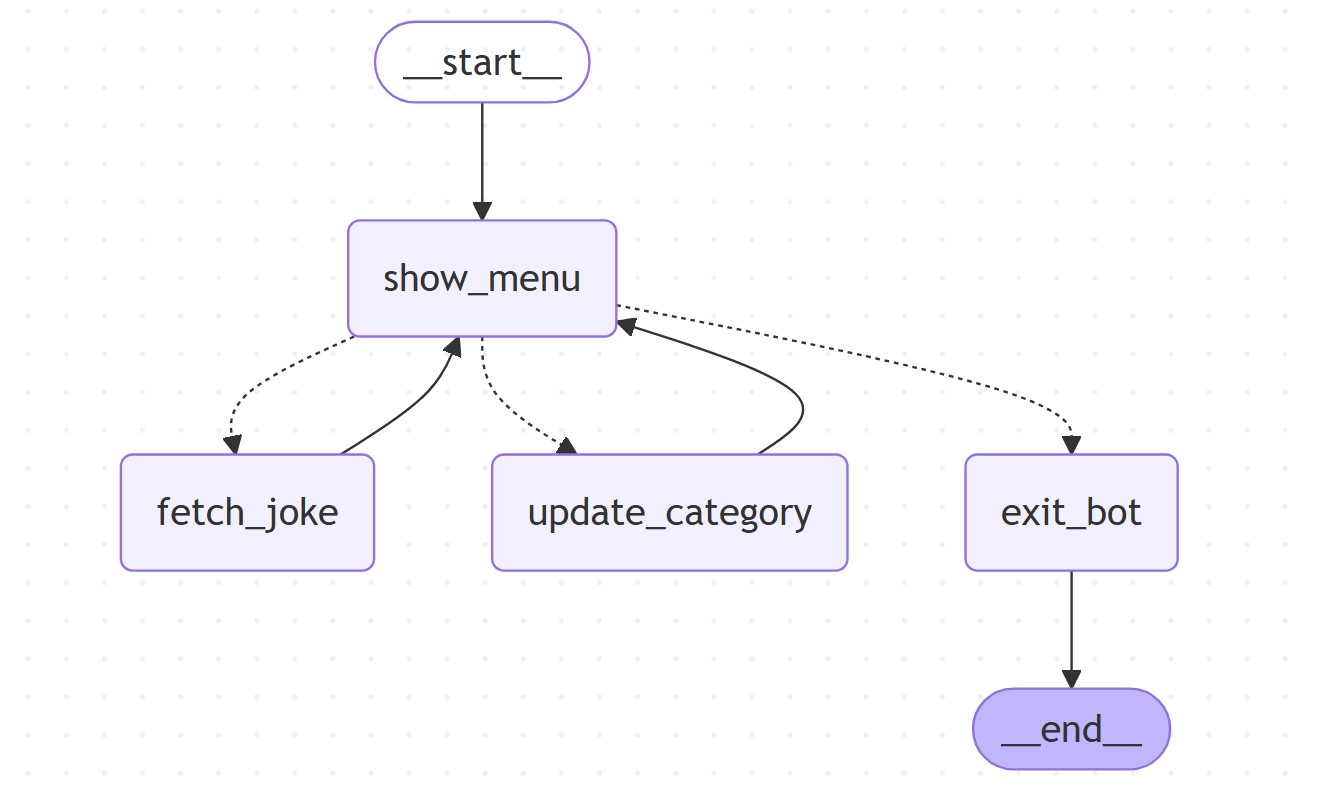 __start__
show_menu
fetch_joke
update_category
exit_bot
__end__